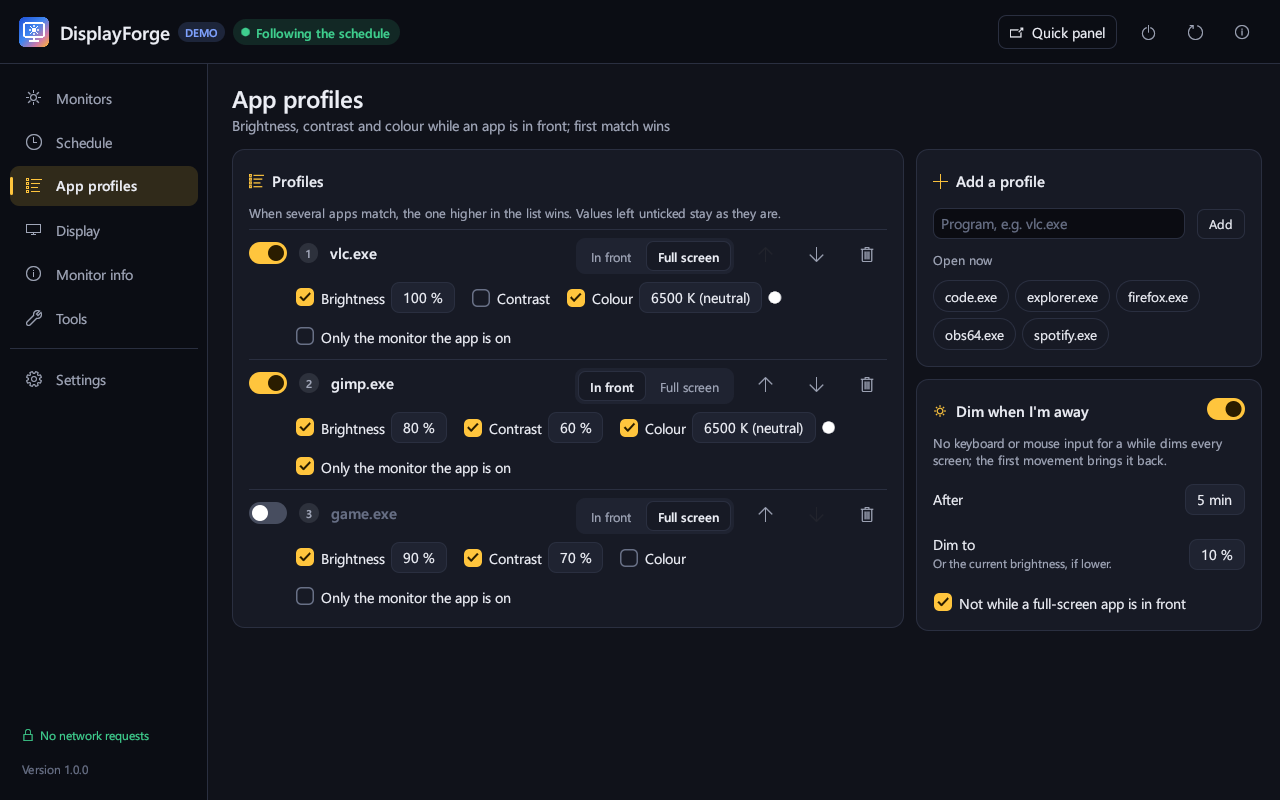 DisplayForge DEMO Following the schedule Quick panel
Monitors
Schedule
App profiles
Display
Monitor info
Tools
Settings
No network requests
Version 1.0.0
App profiles
Brightness, contrast and colour while an app is in front; first match wins
Profiles
When several apps match, the one higher in the list wins. Values left unticked stay as they are.
1 vlc.exe In front Full screen
Brightness 100 % Contrast Colour 6500 K (neutral)
Only the monitor the app is on
2 gimp.exe In front Full screen
Brightness 80 % Contrast 60 % Colour 6500 K (neutral)
Only the monitor the app is on
3 game.exe In front Full screen
Brightness 90 % Contrast 70 % Colour
Only the monitor the app is on
Add a profile
Program, e.g. vlc.exe Add
Open now
code.exe explorer.exe firefox.exe
obs64.exe spotify.exe
Dim when I'm away
No keyboard or mouse input for a while dims every
screen; the first movement brings it back.
After 5 min
Dim to 10 %
Or the current brightness, if lower.
Not while a full-screen app is in front